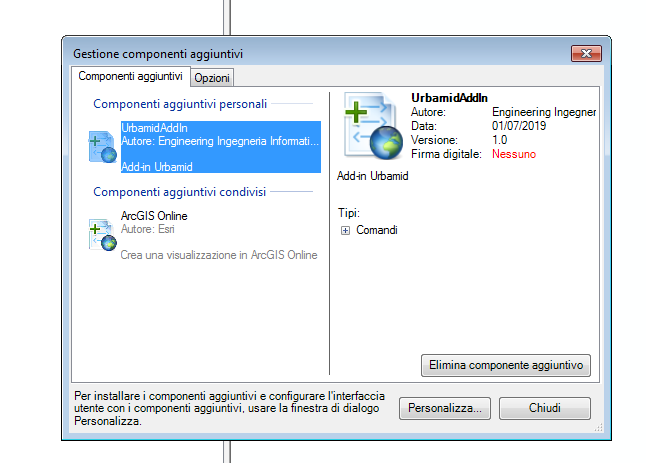 Gestione componenti aggiuntivi
Componenti aggiuntivi
Opzioni
Componenti aggiuntivi personali
UrbamidAddIn
Autore: Engineering Ingegneria Informati...
Add-in Urbamid
Componenti aggiuntivi condivisi
ArcGIS Online
Autore: Esri
Crea una visualizzazione in ArcGIS Online
UrbamidAddIn
Autore: Engineering Ingegner
Data: 01/07/2019
Versione: 1.0
Firma digitale: Nessuno
Add-in Urbamid
Tipi:
Comandi
Elimina componente aggiuntivo
Per installare i componenti aggiuntivi e configurare l'interfaccia
utente con i componenti aggiuntivi, usare la finestra di dialogo
Personalizza.
Personalizza...
Chiudi